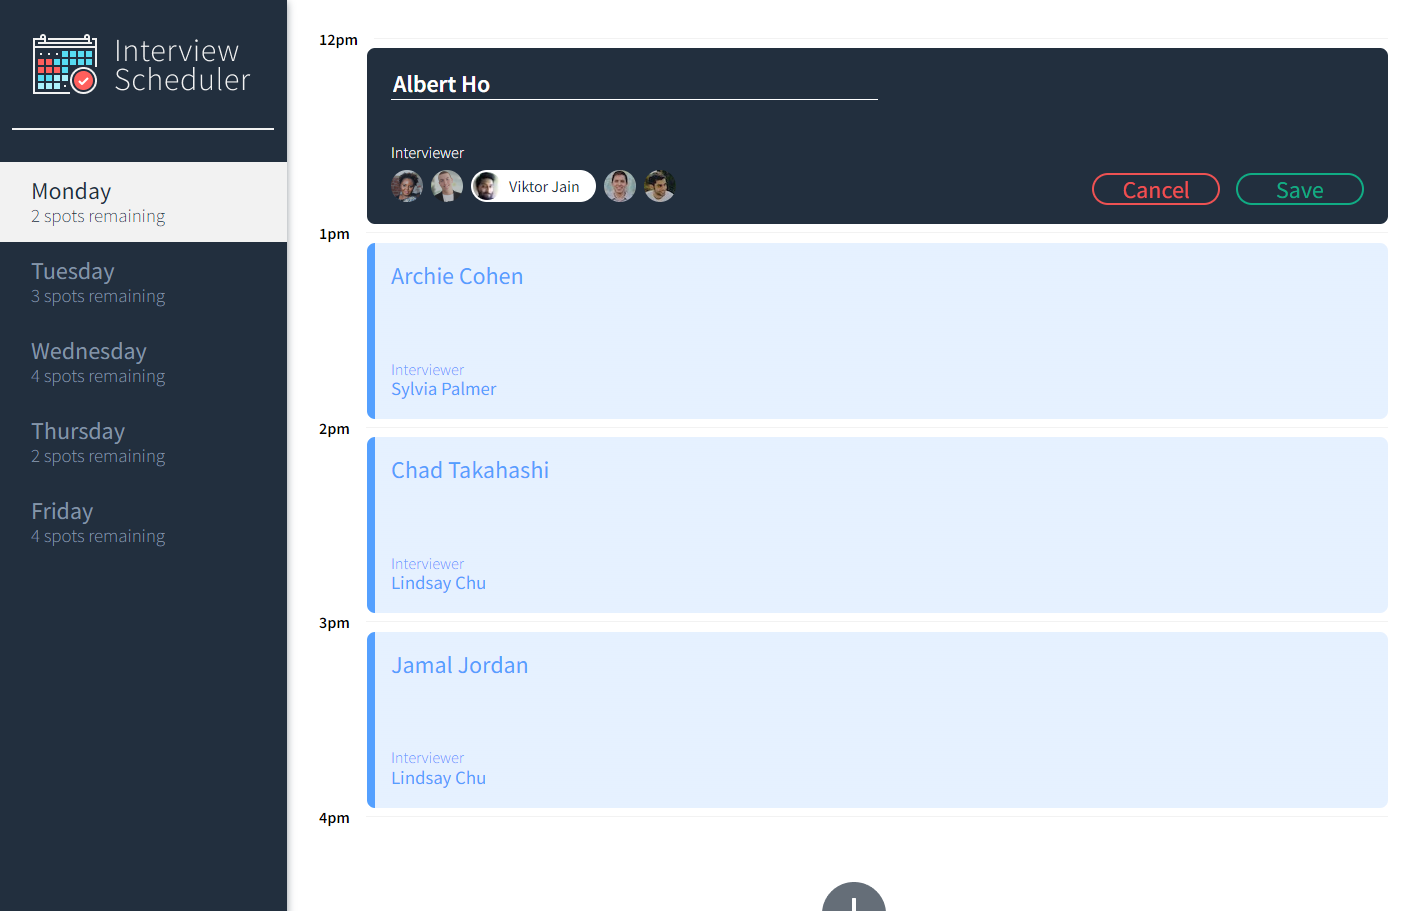 Interview
Scheduler
Monday
2 spots remaining
Tuesday
3 spots remaining
Wednesday
4 spots remaining
Thursday
2 spots remaining
Friday
4 spots remaining
12pm
Albert Ho
Interviewer
Viktor Jain
Cancel
Save
1pm
Archie Cohen
Interviewer
Sylvia Palmer
2pm
Chad Takahashi
Interviewer
Lindsay Chu
3pm
Jamal Jordan
Interviewer
Lindsay Chu
4pm